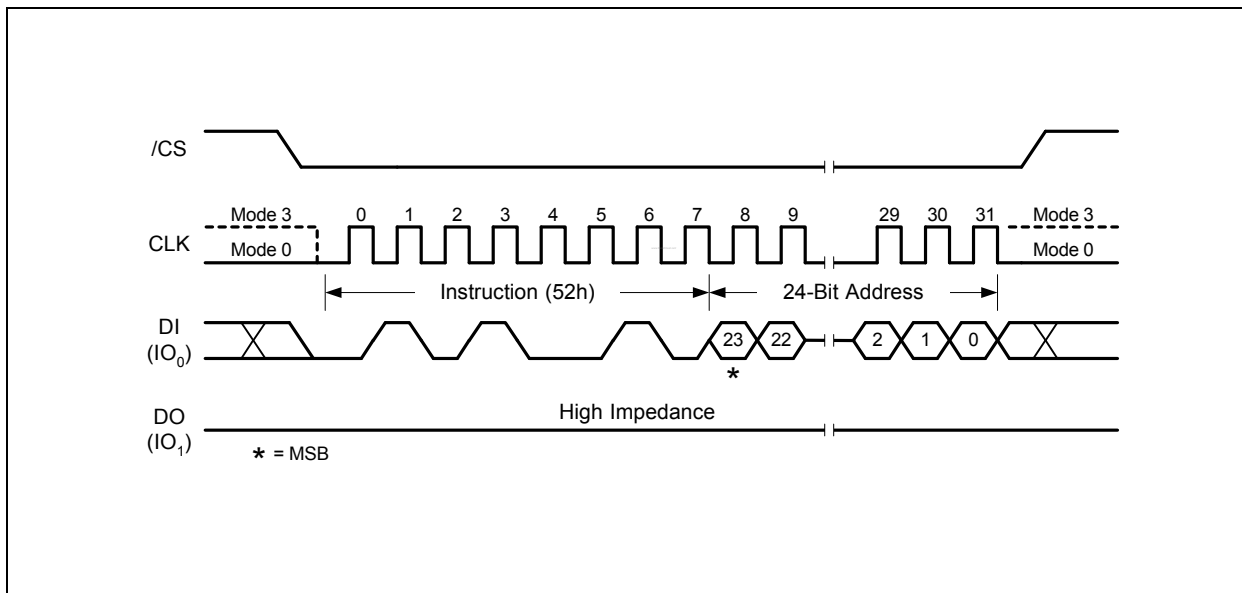 /CS
Mode 3 0 1 2 3 4 5 6 7 8 9 29 30 31 Mode 3
CLK
Mode 0 Mode 0
Instruction (52h) 24-Bit Address
DI
(IO₀)
23 22 2 1 0
*
High Impedance
DO
(IO₁)
* = MSB